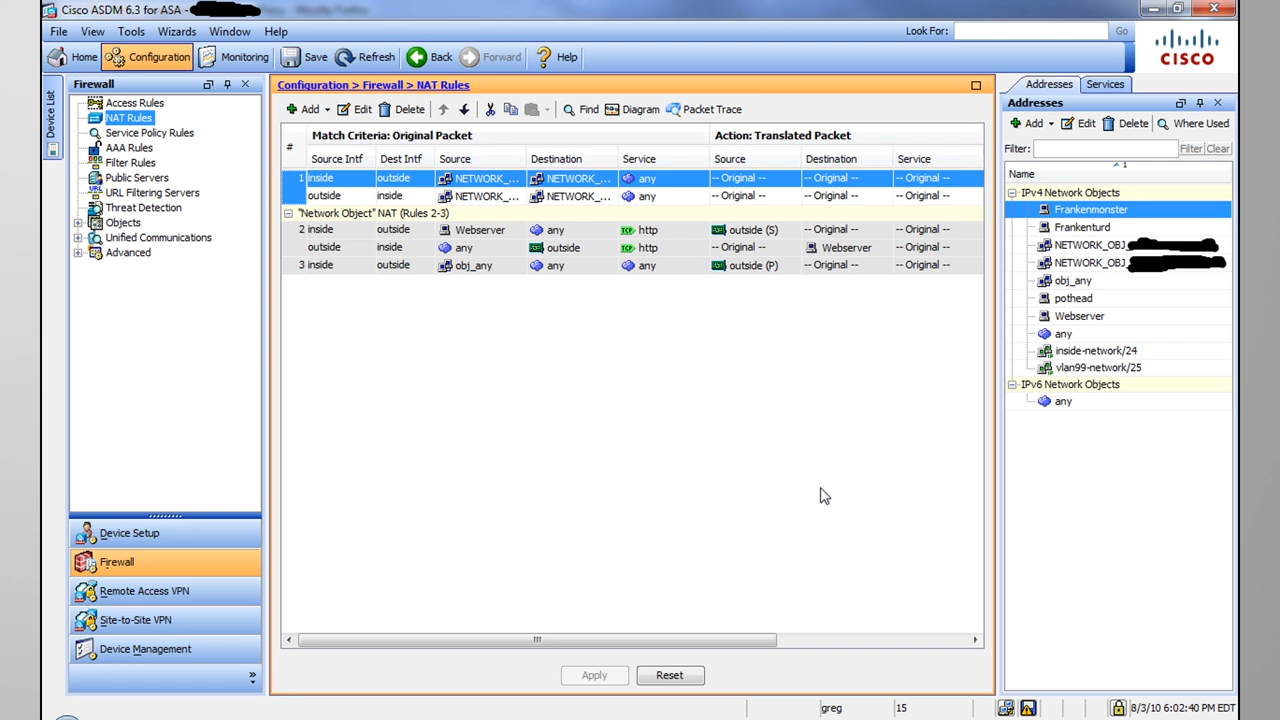 Cisco ASDM 6.3 for ASA -
File View Tools Wizards Window Help Look For: Go
Home Configuration Monitoring Save Refresh Back Forward Help
CISCO
Device List
Firewall
Access Rules
NAT Rules
Service Policy Rules
AAA Rules
Filter Rules
Public Servers
URL Filtering Servers
Threat Detection
Objects
Unified Communications
Advanced
Device Setup
Firewall
Remote Access VPN
Site-to-Site VPN
Device Management
Configuration > Firewall > NAT Rules
Add Edit Delete Find Diagram Packet Trace
Match Criteria: Original Packet Action: Translated Packet
# Source Intf Dest Intf Source Destination Service Source Destination Service
1 inside outside NETWORK_... NETWORK_... any -- Original -- -- Original -- -- Original --
outside inside NETWORK_... NETWORK_... any -- Original -- -- Original -- -- Original --
"Network Object" NAT (Rules 2-3)
2 inside outside Webserver any http outside (S) -- Original -- -- Original --
outside inside any outside http -- Original -- Webserver -- Original --
3 inside outside obj_any any any outside (P) -- Original -- -- Original --
Apply Reset
Addresses Services
Addresses
Add Edit Delete Where Used
Filter: Filter Clear
1
Name
IPv4 Network Objects
Frankenmonster
Frankenturd
NETWORK_OBJ_
NETWORK_OBJ_
obj_any
pothead
Webserver
any
inside-network/24
vlan99-network/25
IPv6 Network Objects
any
greg 15 8/3/10 6:02:40 PM EDT